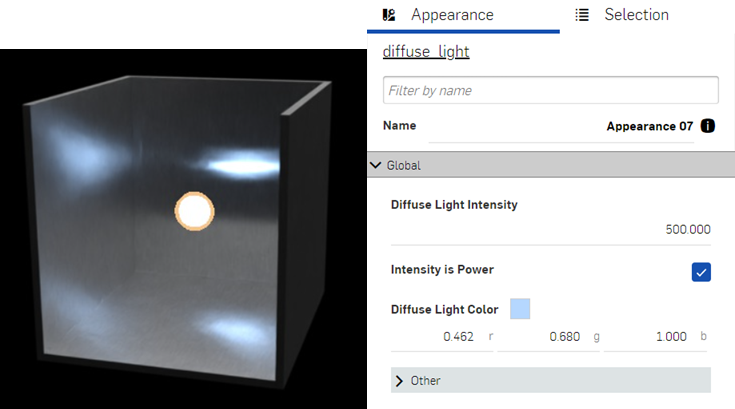 Appearance
Selection
diffuse_light
Filter by name
Name Appearance 07
Global
Diffuse Light Intensity
500.000
Intensity is Power
Diffuse Light Color
0.462 r 0.680 g 1.000 b
Other